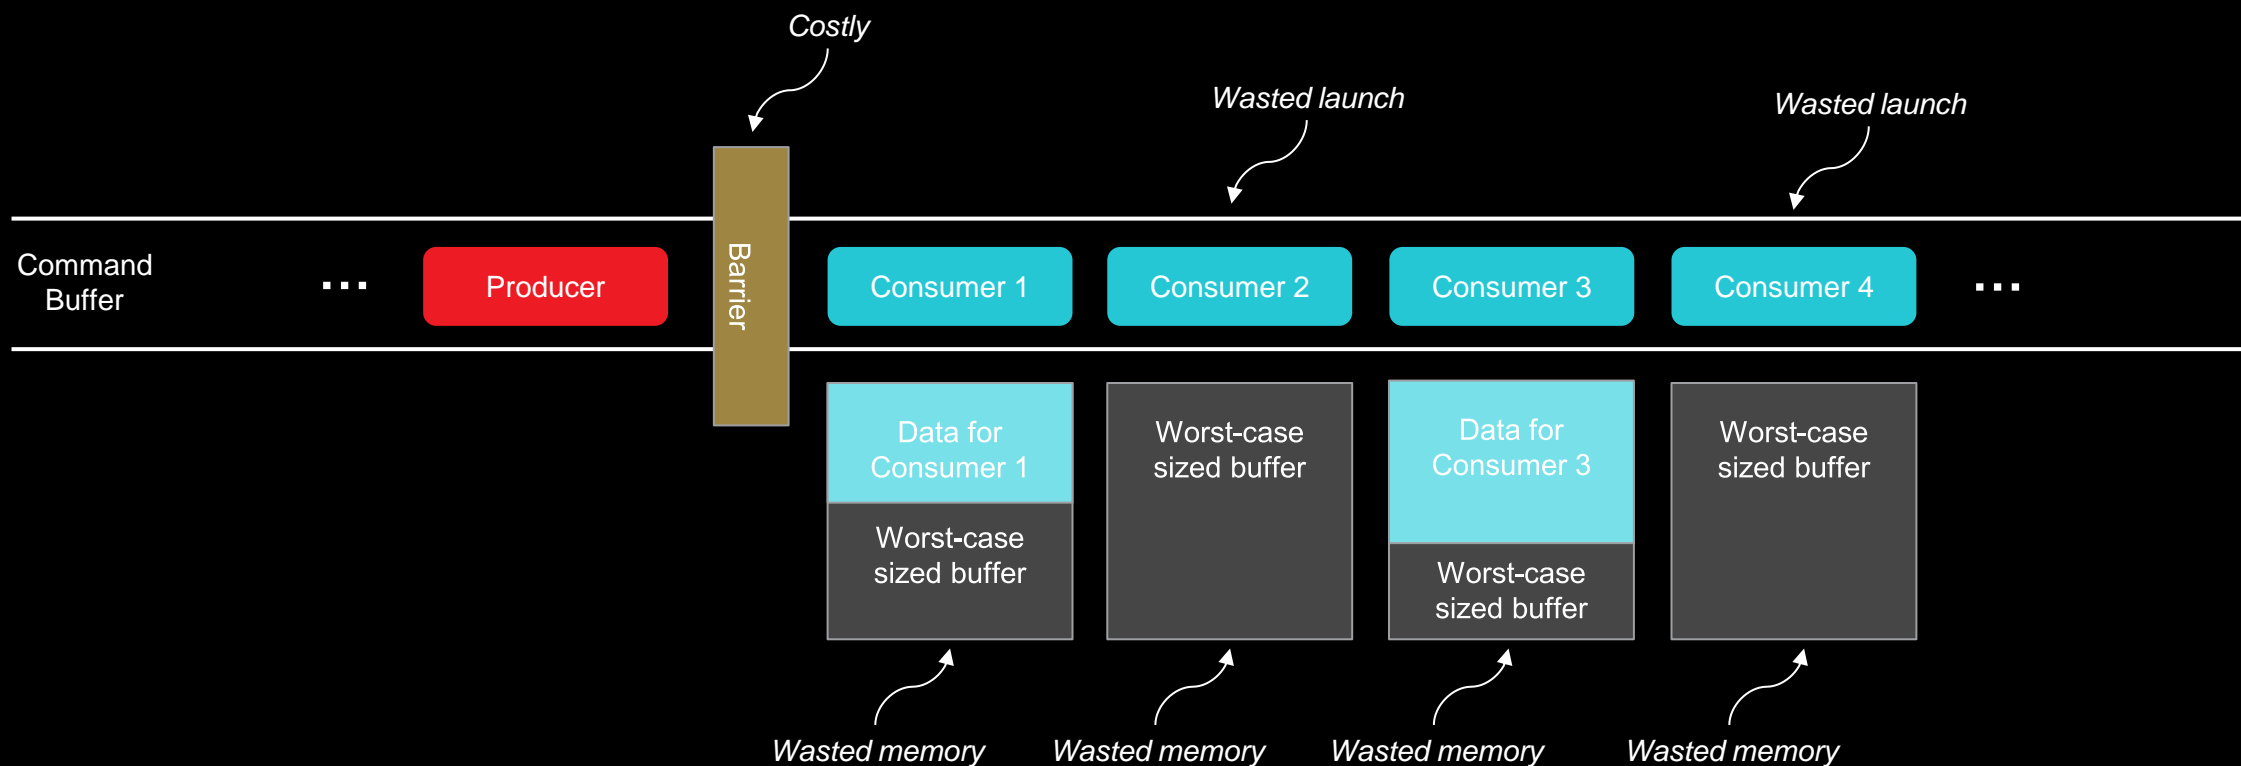 Costly
Wasted launch
Wasted launch
Command
Buffer
...
Producer
Barrier
Consumer 1
Consumer 2
Consumer 3
Consumer 4
...
Data for
Consumer 1
Worst-case
sized buffer
Worst-case
sized buffer
Data for
Consumer 3
Worst-case
sized buffer
Worst-case
sized buffer
Wasted memory
Wasted memory
Wasted memory
Wasted memory